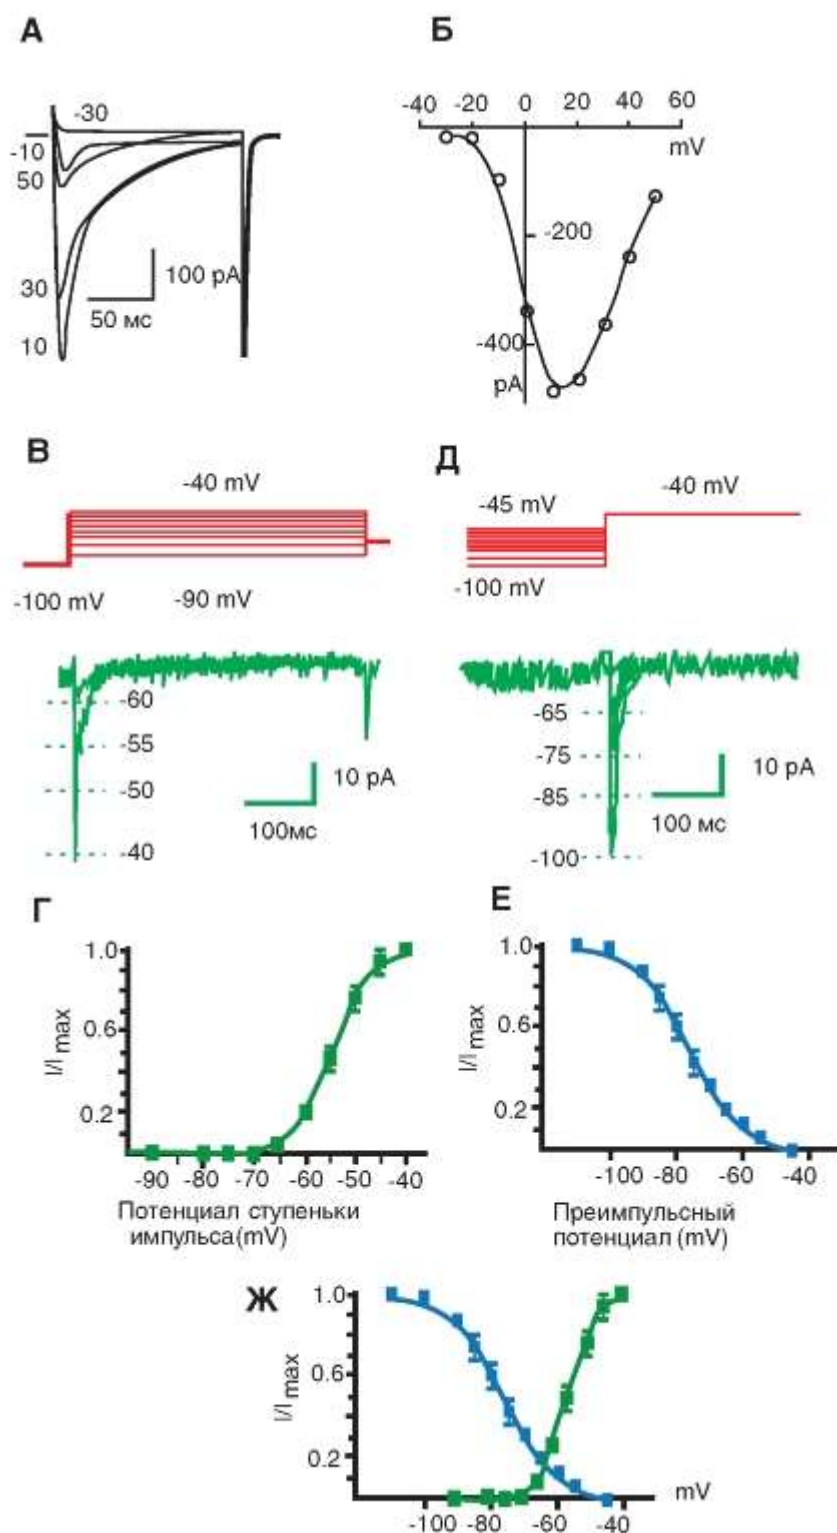 А
-30
-10
50
30
10
100 pA
50 мс
Б
-40 -20 0 20 40 60
mV
-200
-400
pA
В
-40 mV
-100 mV -90 mV
-60
-55
-50
-40
10 pA
100мс
Д
-45 mV -40 mV
-100 mV
-65
-75
-85
-100
10 pA
100 мс
Г
1.0
0.6
0.2
I/Imax
-90 -80 -70 -60 -50 -40
Потенциал ступеньки
импульса(mV)
Е
1.0
0.6
0.2
I/Imax
-100 -80 -60 -40
Преимпульсный
потенциал (mV)
Ж
1.0
0.6
0.2
I/Imax
mV
-100 -80 -60 -40